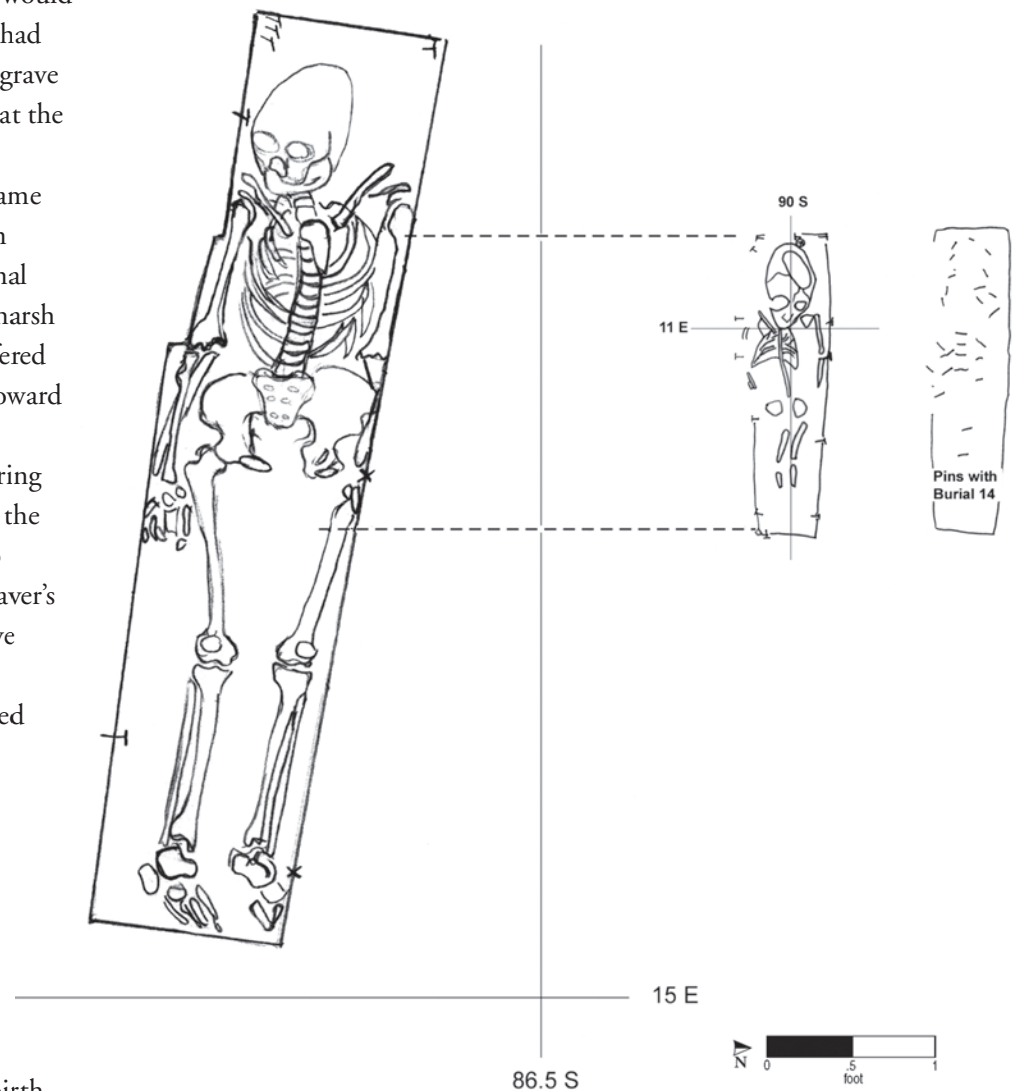 would
had
grave
at the
ame
nal
harsh
fered
oward
ring
the
aver's
ve
ed
irth
90 S
11 E
Pins with
Burial 14
15 E
86.5 S
N
0 .5 1
foot